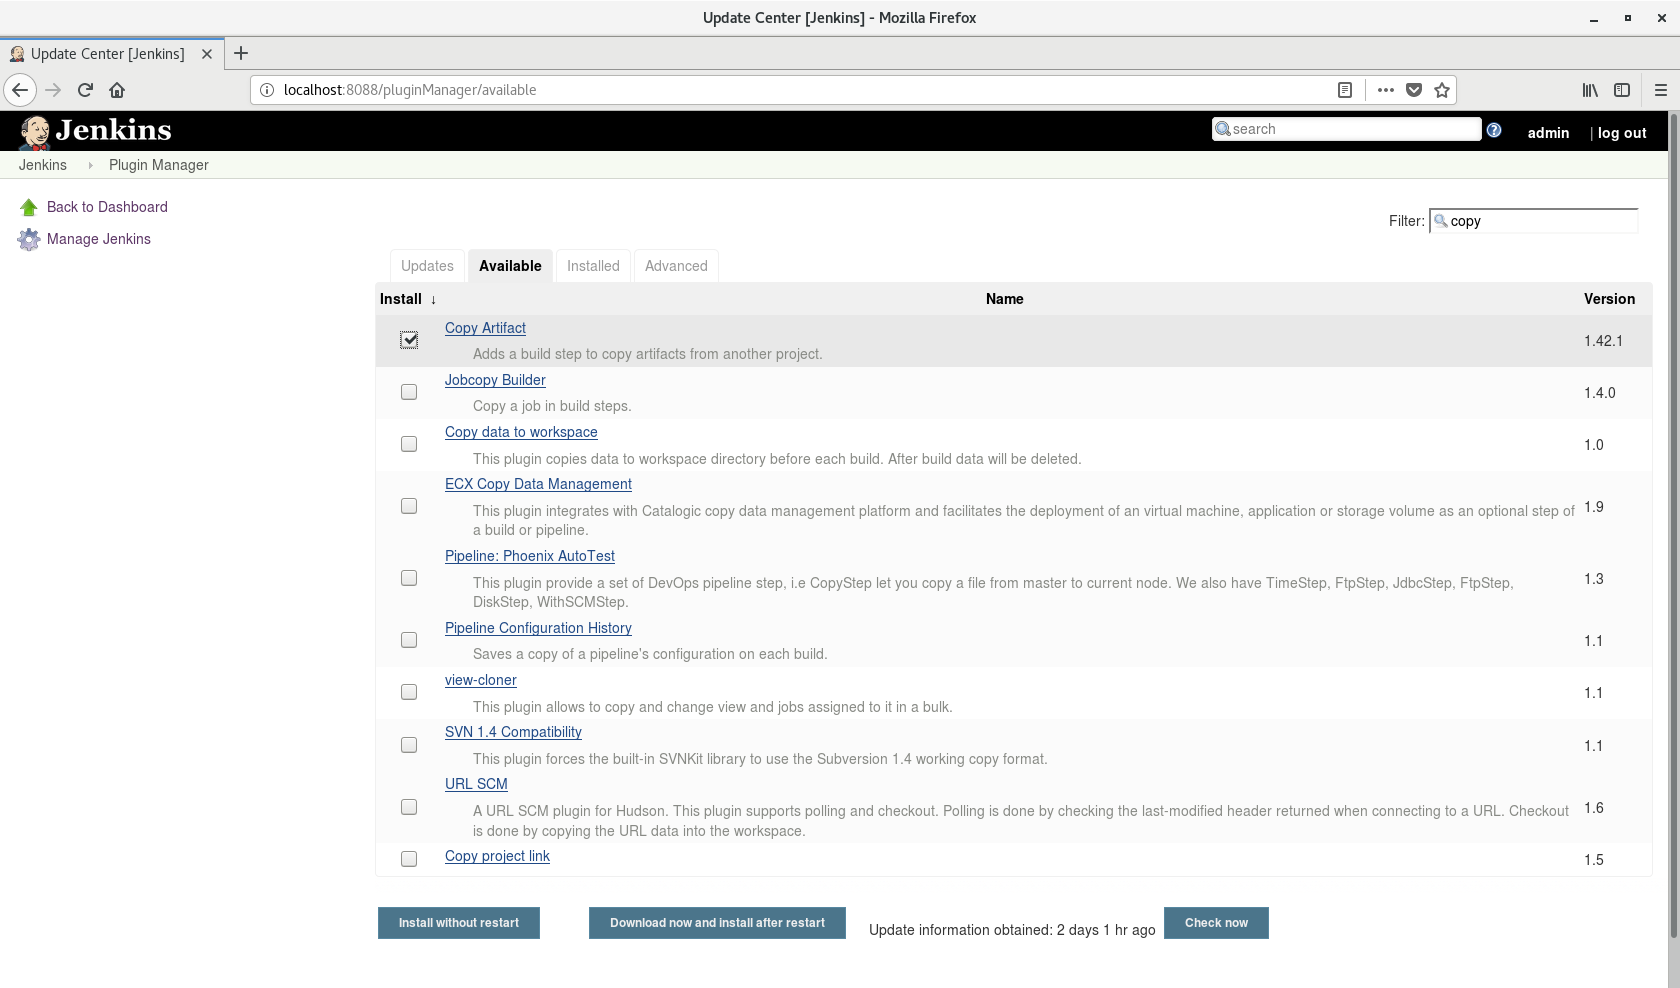 Update Center [Jenkins] - Mozilla Firefox
Update Center [Jenkins]
localhost:8088/pluginManager/available
Jenkins
search
admin
| log out
Jenkins
Plugin Manager
Back to Dashboard
Manage Jenkins
Filter:
copy
Updates
Available
Installed
Advanced
Install ↓
Name
Version
Copy Artifact
Adds a build step to copy artifacts from another project.
1.42.1
Jobcopy Builder
Copy a job in build steps.
1.4.0
Copy data to workspace
This plugin copies data to workspace directory before each build. After build data will be deleted.
1.0
ECX Copy Data Management
This plugin integrates with Catalogic copy data management platform and facilitates the deployment of an virtual machine, application or storage volume as an optional step of
a build or pipeline.
1.9
Pipeline: Phoenix AutoTest
This plugin provide a set of DevOps pipeline step, i.e CopyStep let you copy a file from master to current node. We also have TimeStep, FtpStep, JdbcStep, FtpStep,
DiskStep, WithSCMStep.
1.3
Pipeline Configuration History
Saves a copy of a pipeline's configuration on each build.
1.1
view-cloner
This plugin allows to copy and change view and jobs assigned to it in a bulk.
1.1
SVN 1.4 Compatibility
This plugin forces the built-in SVNKit library to use the Subversion 1.4 working copy format.
1.1
URL SCM
A URL SCM plugin for Hudson. This plugin supports polling and checkout. Polling is done by checking the last-modified header returned when connecting to a URL. Checkout
is done by copying the URL data into the workspace.
1.6
Copy project link
1.5
Install without restart
Download now and install after restart
Update information obtained: 2 days 1 hr ago
Check now